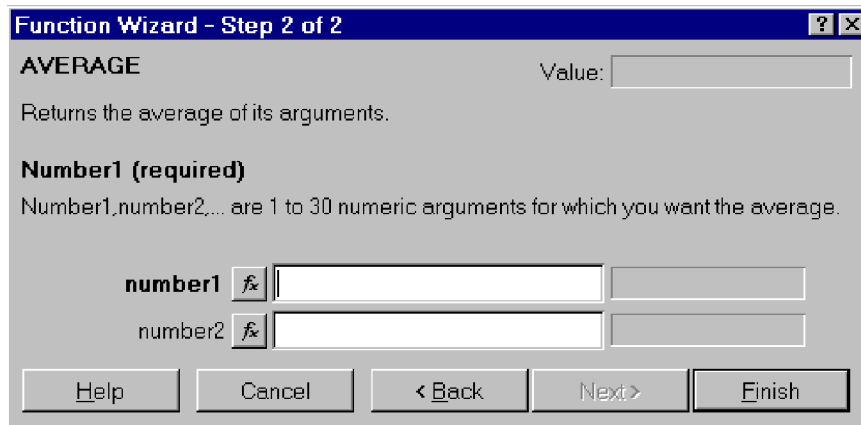 Function Wizard - Step 2 of 2
AVERAGE Value:
Returns the average of its arguments.
Number1 (required)
Number1,number2,... are 1 to 30 numeric arguments for which you want the average.
number1 fx
number2 fx
Help Cancel < Back Next > Finish